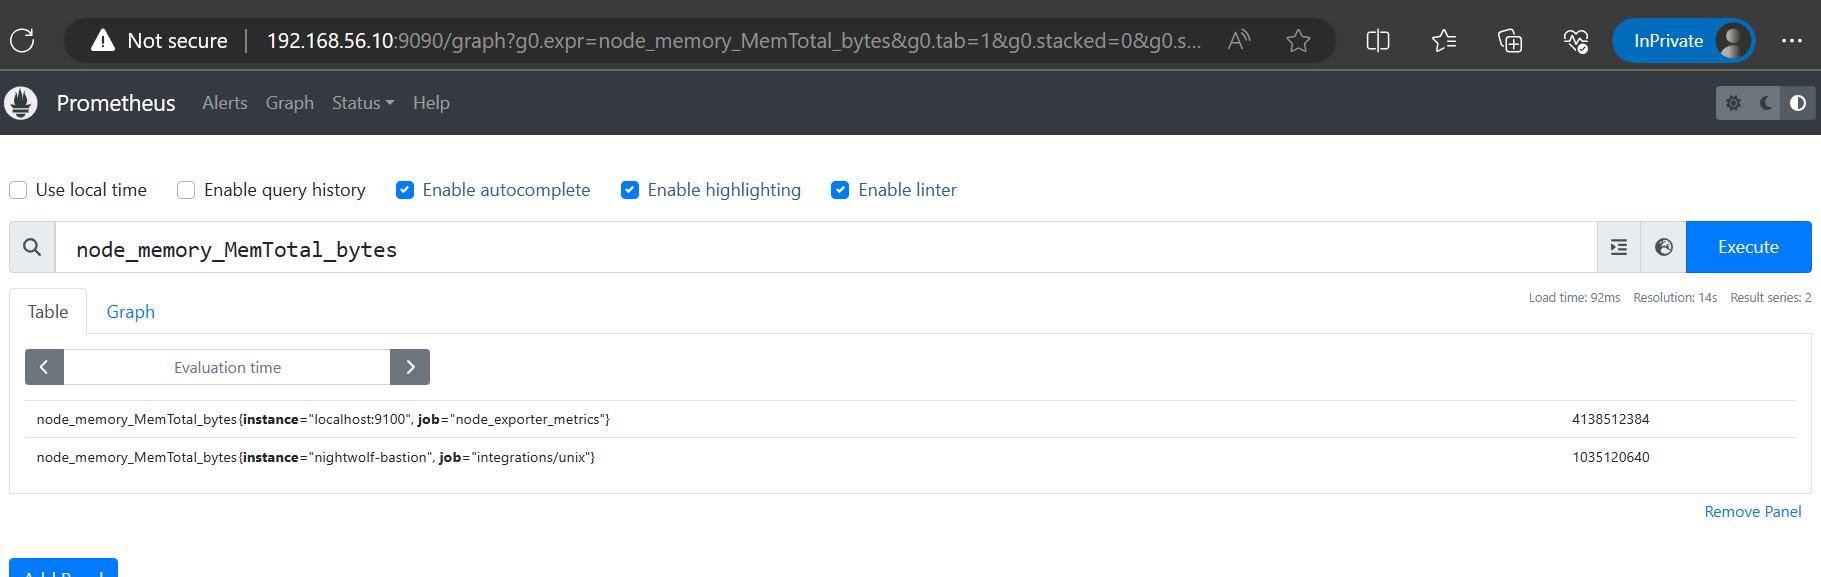 Not secure 192.168.56.10:9090/graph?g0.expr=node_memory_MemTotal_bytes&g0.tab=1&g0.stacked=0&g0.s... A InPrivate
Prometheus Alerts Graph Status Help
Use local time Enable query history Enable autocomplete Enable highlighting Enable linter
node_memory_MemTotal_bytes Execute
Table Graph Load time: 92ms Resolution: 14s Result series: 2
Evaluation time
node_memory_MemTotal_bytes{instance="localhost:9100", job="node_exporter_metrics"} 4138512384
node_memory_MemTotal_bytes{instance="nightwolf-bastion", job="integrations/unix"} 1035120640
Remove Panel